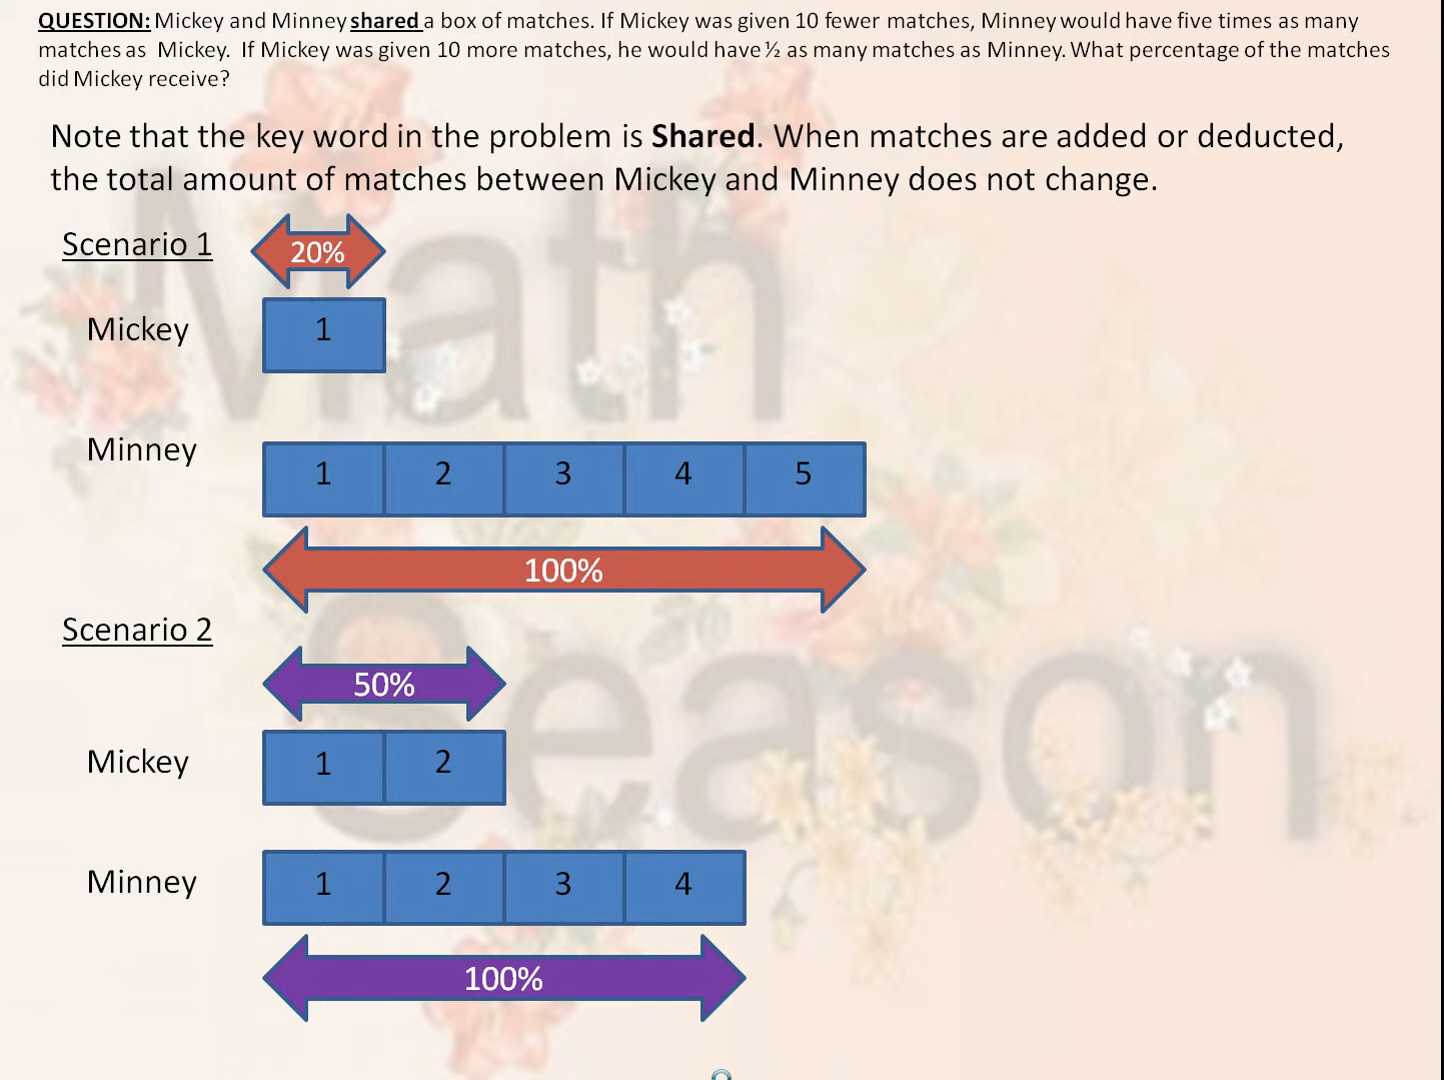 QUESTION: Mickey and Minney shared a box of matches. If Mickey was given 10 fewer matches, Minney would have five times as many
matches as Mickey. If Mickey was given 10 more matches, he would have ½ as many matches as Minney. What percentage of the matches
did Mickey receive?
Note that the key word in the problem is Shared. When matches are added or deducted,
the total amount of matches between Mickey and Minney does not change.
Math
Season
Scenario 1
20%
Mickey
1
Minney
1 2 3 4 5
100%
Scenario 2
50%
Mickey
1 2
Minney
1 2 3 4
100%